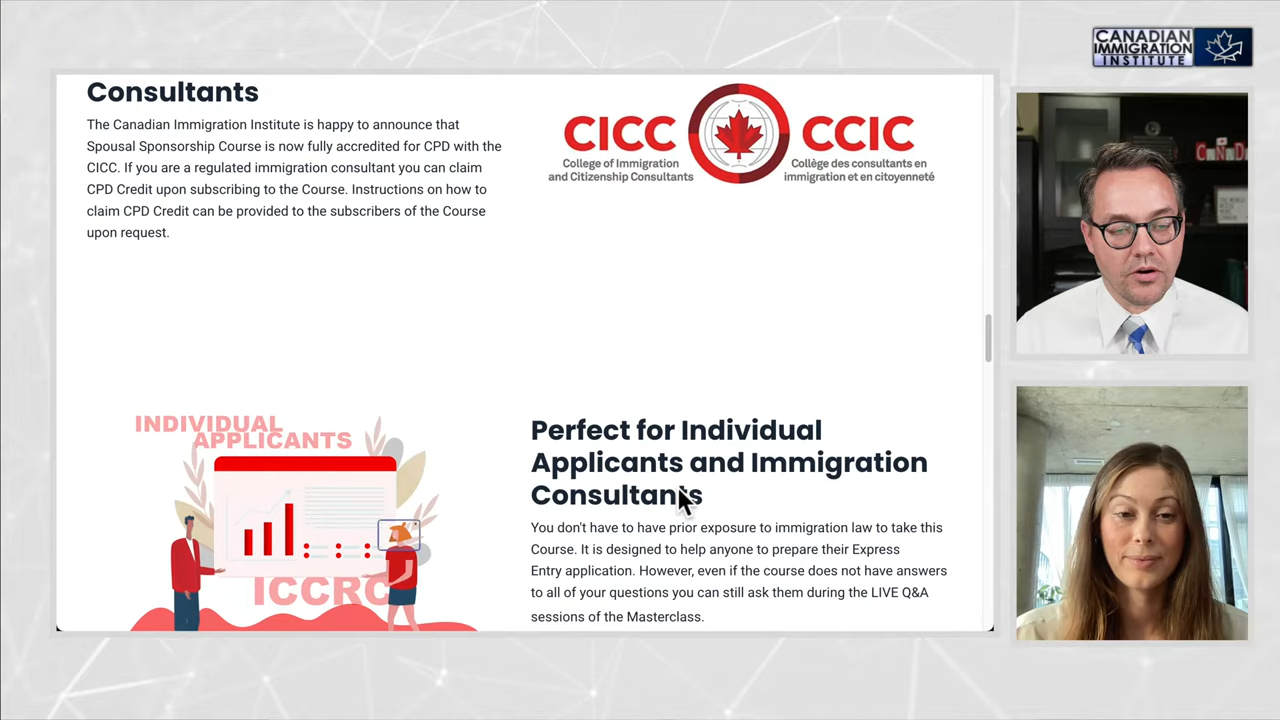 CANADIAN
IMMIGRATION
INSTITUTE
Consultants
The Canadian Immigration Institute is happy to announce that
Spousal Sponsorship Course is now fully accredited for CPD with the
CICC. If you are a regulated immigration consultant you can claim
CPD Credit upon subscribing to the Course. Instructions on how to
claim CPD Credit can be provided to the subscribers of the Course
upon request.
CICC
College of Immigration
and Citizenship Consultants
CCIC
Collège des consultants en
immigration et en citoyenneté
INDIVIDUAL
APPLICANTS
ICCRC
Perfect for Individual
Applicants and Immigration
Consultants
You don't have to have prior exposure to immigration law to take this
Course. It is designed to help anyone to prepare their Express
Entry application. However, even if the course does not have answers
to all of your questions you can still ask them during the LIVE Q&A
sessions of the Masterclass.